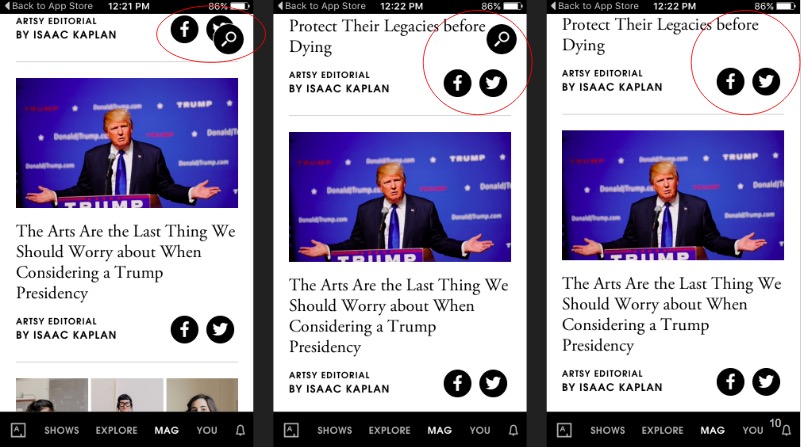 Back to App Store 12:21 PM 86%
ARTSY EDITORIAL
BY ISAAC KAPLAN
DonaldJTrump.com
TRUMP
DonaldJTrump.com
TRUMP
The Arts Are the Last Thing We
Should Worry about When
Considering a Trump
Presidency
ARTSY EDITORIAL
BY ISAAC KAPLAN
A SHOWS EXPLORE MAG YOU
Back to App Store 12:22 PM 86%
Protect Their Legacies before
Dying
ARTSY EDITORIAL
BY ISAAC KAPLAN
DonaldJTrump.com
TRUMP
DonaldJTrump.com
TRUMP
The Arts Are the Last Thing We
Should Worry about When
Considering a Trump
Presidency
ARTSY EDITORIAL
BY ISAAC KAPLAN
A SHOWS EXPLORE MAG YOU
Back to App Store 12:22 PM 86%
Protect Their Legacies before
Dying
ARTSY EDITORIAL
BY ISAAC KAPLAN
DonaldJTrump.com
TRUMP
DonaldJTrump.com
TRUMP
The Arts Are the Last Thing We
Should Worry about When
Considering a Trump
Presidency
ARTSY EDITORIAL
BY ISAAC KAPLAN
A SHOWS EXPLORE MAG YOU 10